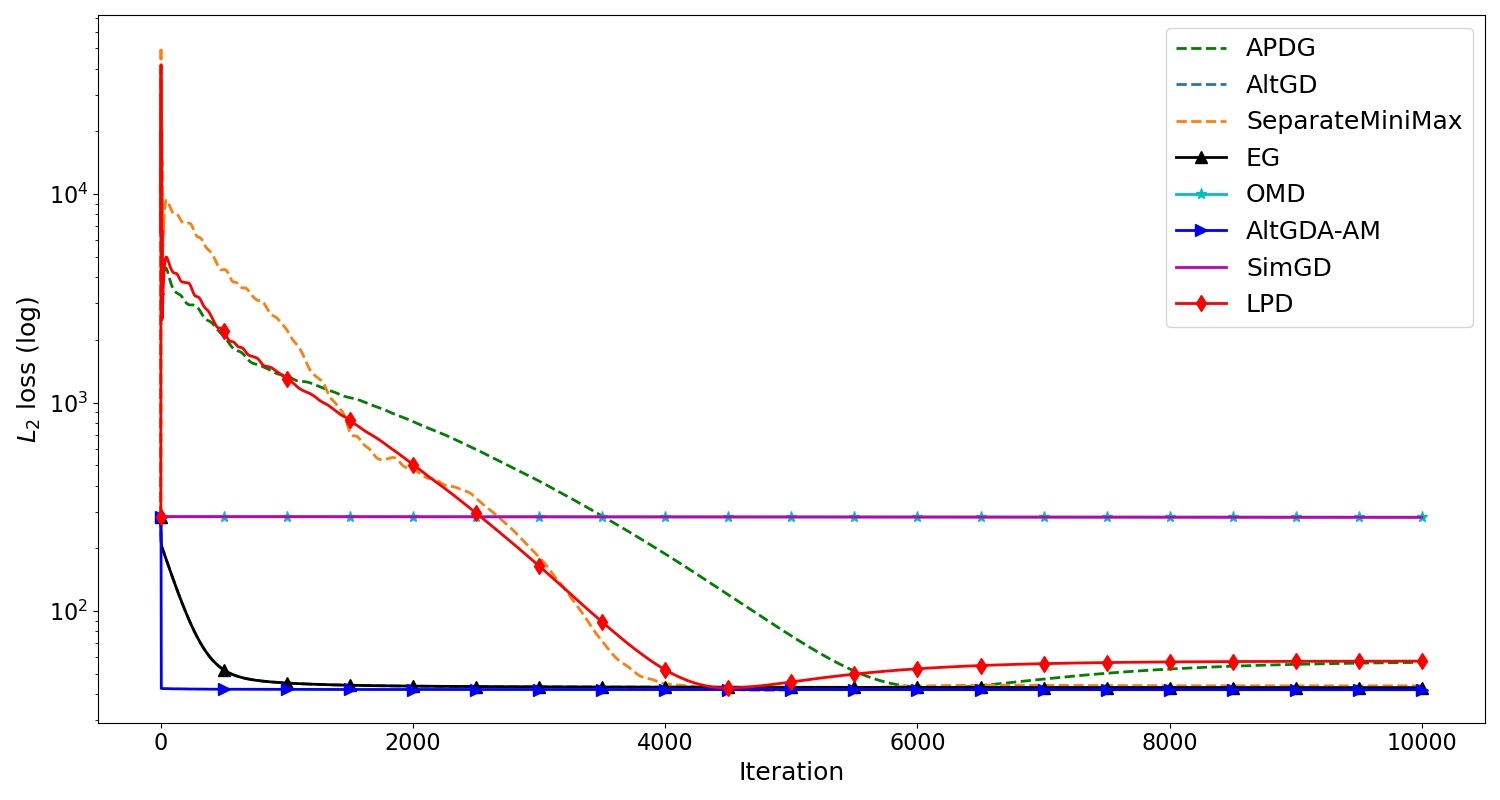 10⁴
10³
10²
L₂ loss (log)
0
2000
4000
6000
8000
10000
Iteration
APDG
AltGD
SeparateMiniMax
EG
OMD
AltGDA-AM
SimGD
LPD